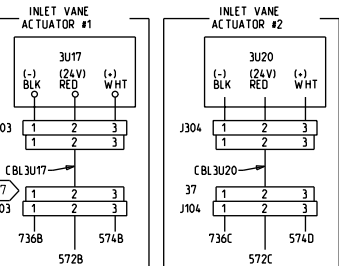 INLET VANE
ACTUATOR #1
3U17
(-) (24V) (+)
BLK RED WHT
03 1 2 3
1 2 3
CBL3U17
7 1 2 3
03 1 2 3
736B 574B
572B
INLET VANE
ACTUATOR #2
3U20
(-) (24V) (+)
BLK RED WHT
J304 1 2 3
1 2 3
CBL3U20
37 1 2 3
J104 1 2 3
736C 574D
572C